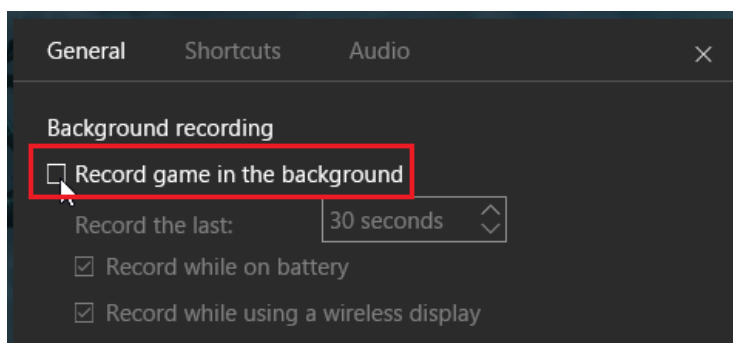 General Shortcuts Audio
Background recording
Record game in the background
Record the last: 30 seconds
Record while on battery
Record while using a wireless display